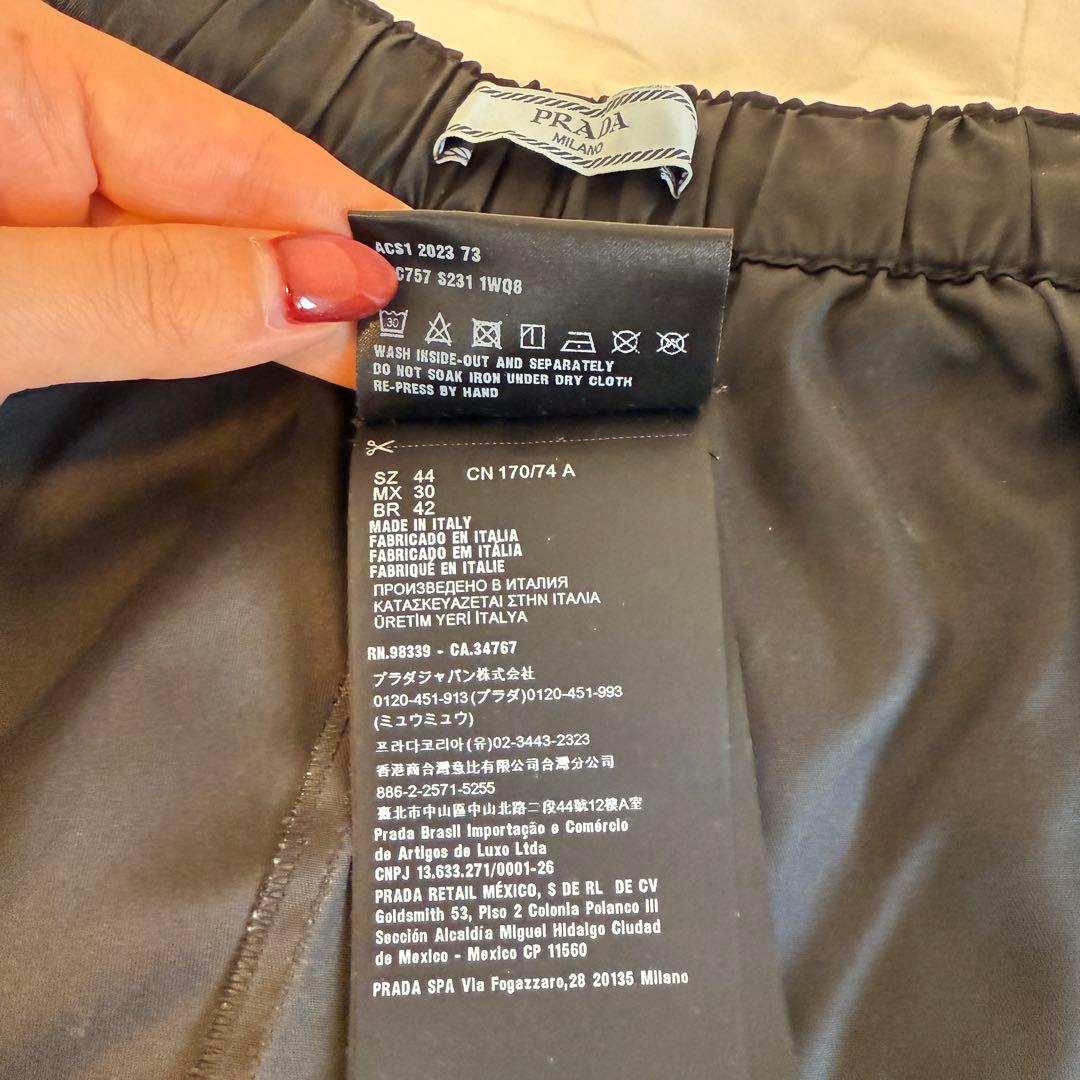 PRADA
MILANO
ACS1 2023 73
C757 S231 1WQ8
30
WASH INSIDE-OUT AND SEPARATELY
DO NOT SOAK IRON UNDER DRY CLOTH
RE-PRESS BY HAND
SZ 44 CN 170/74 A
MX 30
BR 42
MADE IN ITALY
FABRICADO EN ITALIA
FABRICADO EM ITÁLIA
FABRIQUÉ EN ITALIE
ПРОИЗВЕДЕНО В ИТАЛИЯ
ΚΑΤΑΣΚΕΥΑΖΕΤΑΙ ΣΤΗΝ ΙΤΑΛΙΑ
ÜRETİM YERİ İTALYA
RN.98339 - CA.34767
プラダジャパン株式会社
0120-451-913(プラダ)0120-451-993
(ミュウミュウ)
프라다코리아(유)02-3443-2323
香港商台灣意比有限公司台灣分公司
886-2-2571-5255
臺北市中山區中山北路二段44號12樓A室
Prada Brasil Importação e Comércio
de Artigos de Luxo Ltda
CNPJ 13.633.271/0001-26
PRADA RETAIL MÉXICO, S DE RL DE CV
Goldsmith 53, Piso 2 Colonia Polanco III
Sección Alcaldía Miguel Hidalgo Ciudad
de Mexico - Mexico CP 11560
PRADA SPA Via Fogazzaro,28 20135 Milano